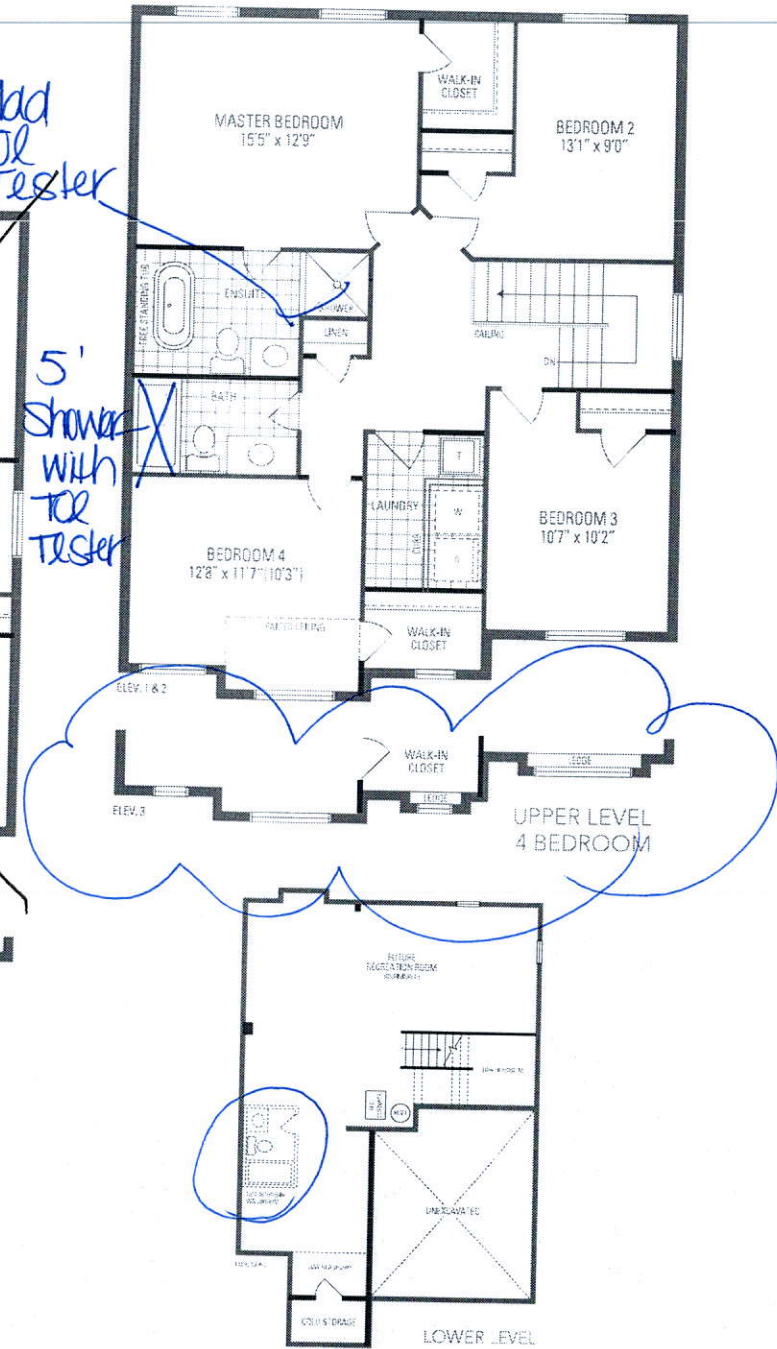 MASTER BEDROOM
15'5" x 12'9"
WALK-IN
CLOSET
BEDROOM 2
13'1" x 9'0"
Tester
FREE STANDING TUB
ENSUITE
SHOWER
LINEN
RAILING
DN
5'
Shower
with
BATH
LAUNDRY
T
W
D
BEDROOM 3
10'7" x 10'2"
BEDROOM 4
12'8" x 11'7" (10'3")
WALK-IN
CLOSET
ELEV. 1 & 2
WALK-IN
CLOSET
LEDGE
LEDGE
ELEV. 3
UPPER LEVEL
4 BEDROOM
FUTURE
RECREATION ROOM
UNEXCAVATED
COLD STORAGE
LOWER LEVEL